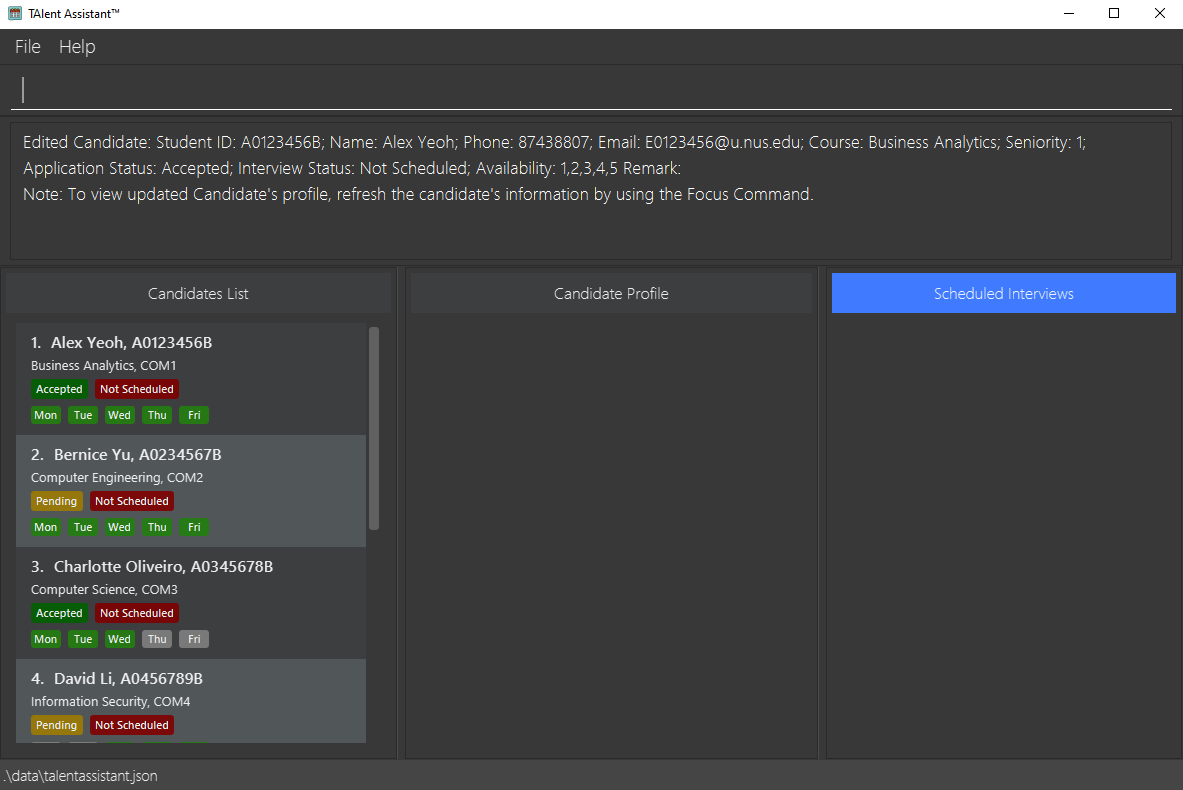 TAlent Assistant™
File Help
Edited Candidate: Student ID: A0123456B; Name: Alex Yeoh; Phone: 87438807; Email: E0123456@u.nus.edu; Course: Business Analytics; Seniority: 1;
Application Status: Accepted; Interview Status: Not Scheduled; Availability: 1,2,3,4,5 Remark:
Note: To view updated Candidate's profile, refresh the candidate's information by using the Focus Command.
Candidates List
Candidate Profile
Scheduled Interviews
1. Alex Yeoh, A0123456B
Business Analytics, COM1
Accepted Not Scheduled
Mon Tue Wed Thu Fri
2. Bernice Yu, A0234567B
Computer Engineering, COM2
Pending Not Scheduled
Mon Tue Wed Thu Fri
3. Charlotte Oliveiro, A0345678B
Computer Science, COM3
Accepted Not Scheduled
Mon Tue Wed Thu Fri
4. David Li, A0456789B
Information Security, COM4
Pending Not Scheduled
.\data\talentassistant.json